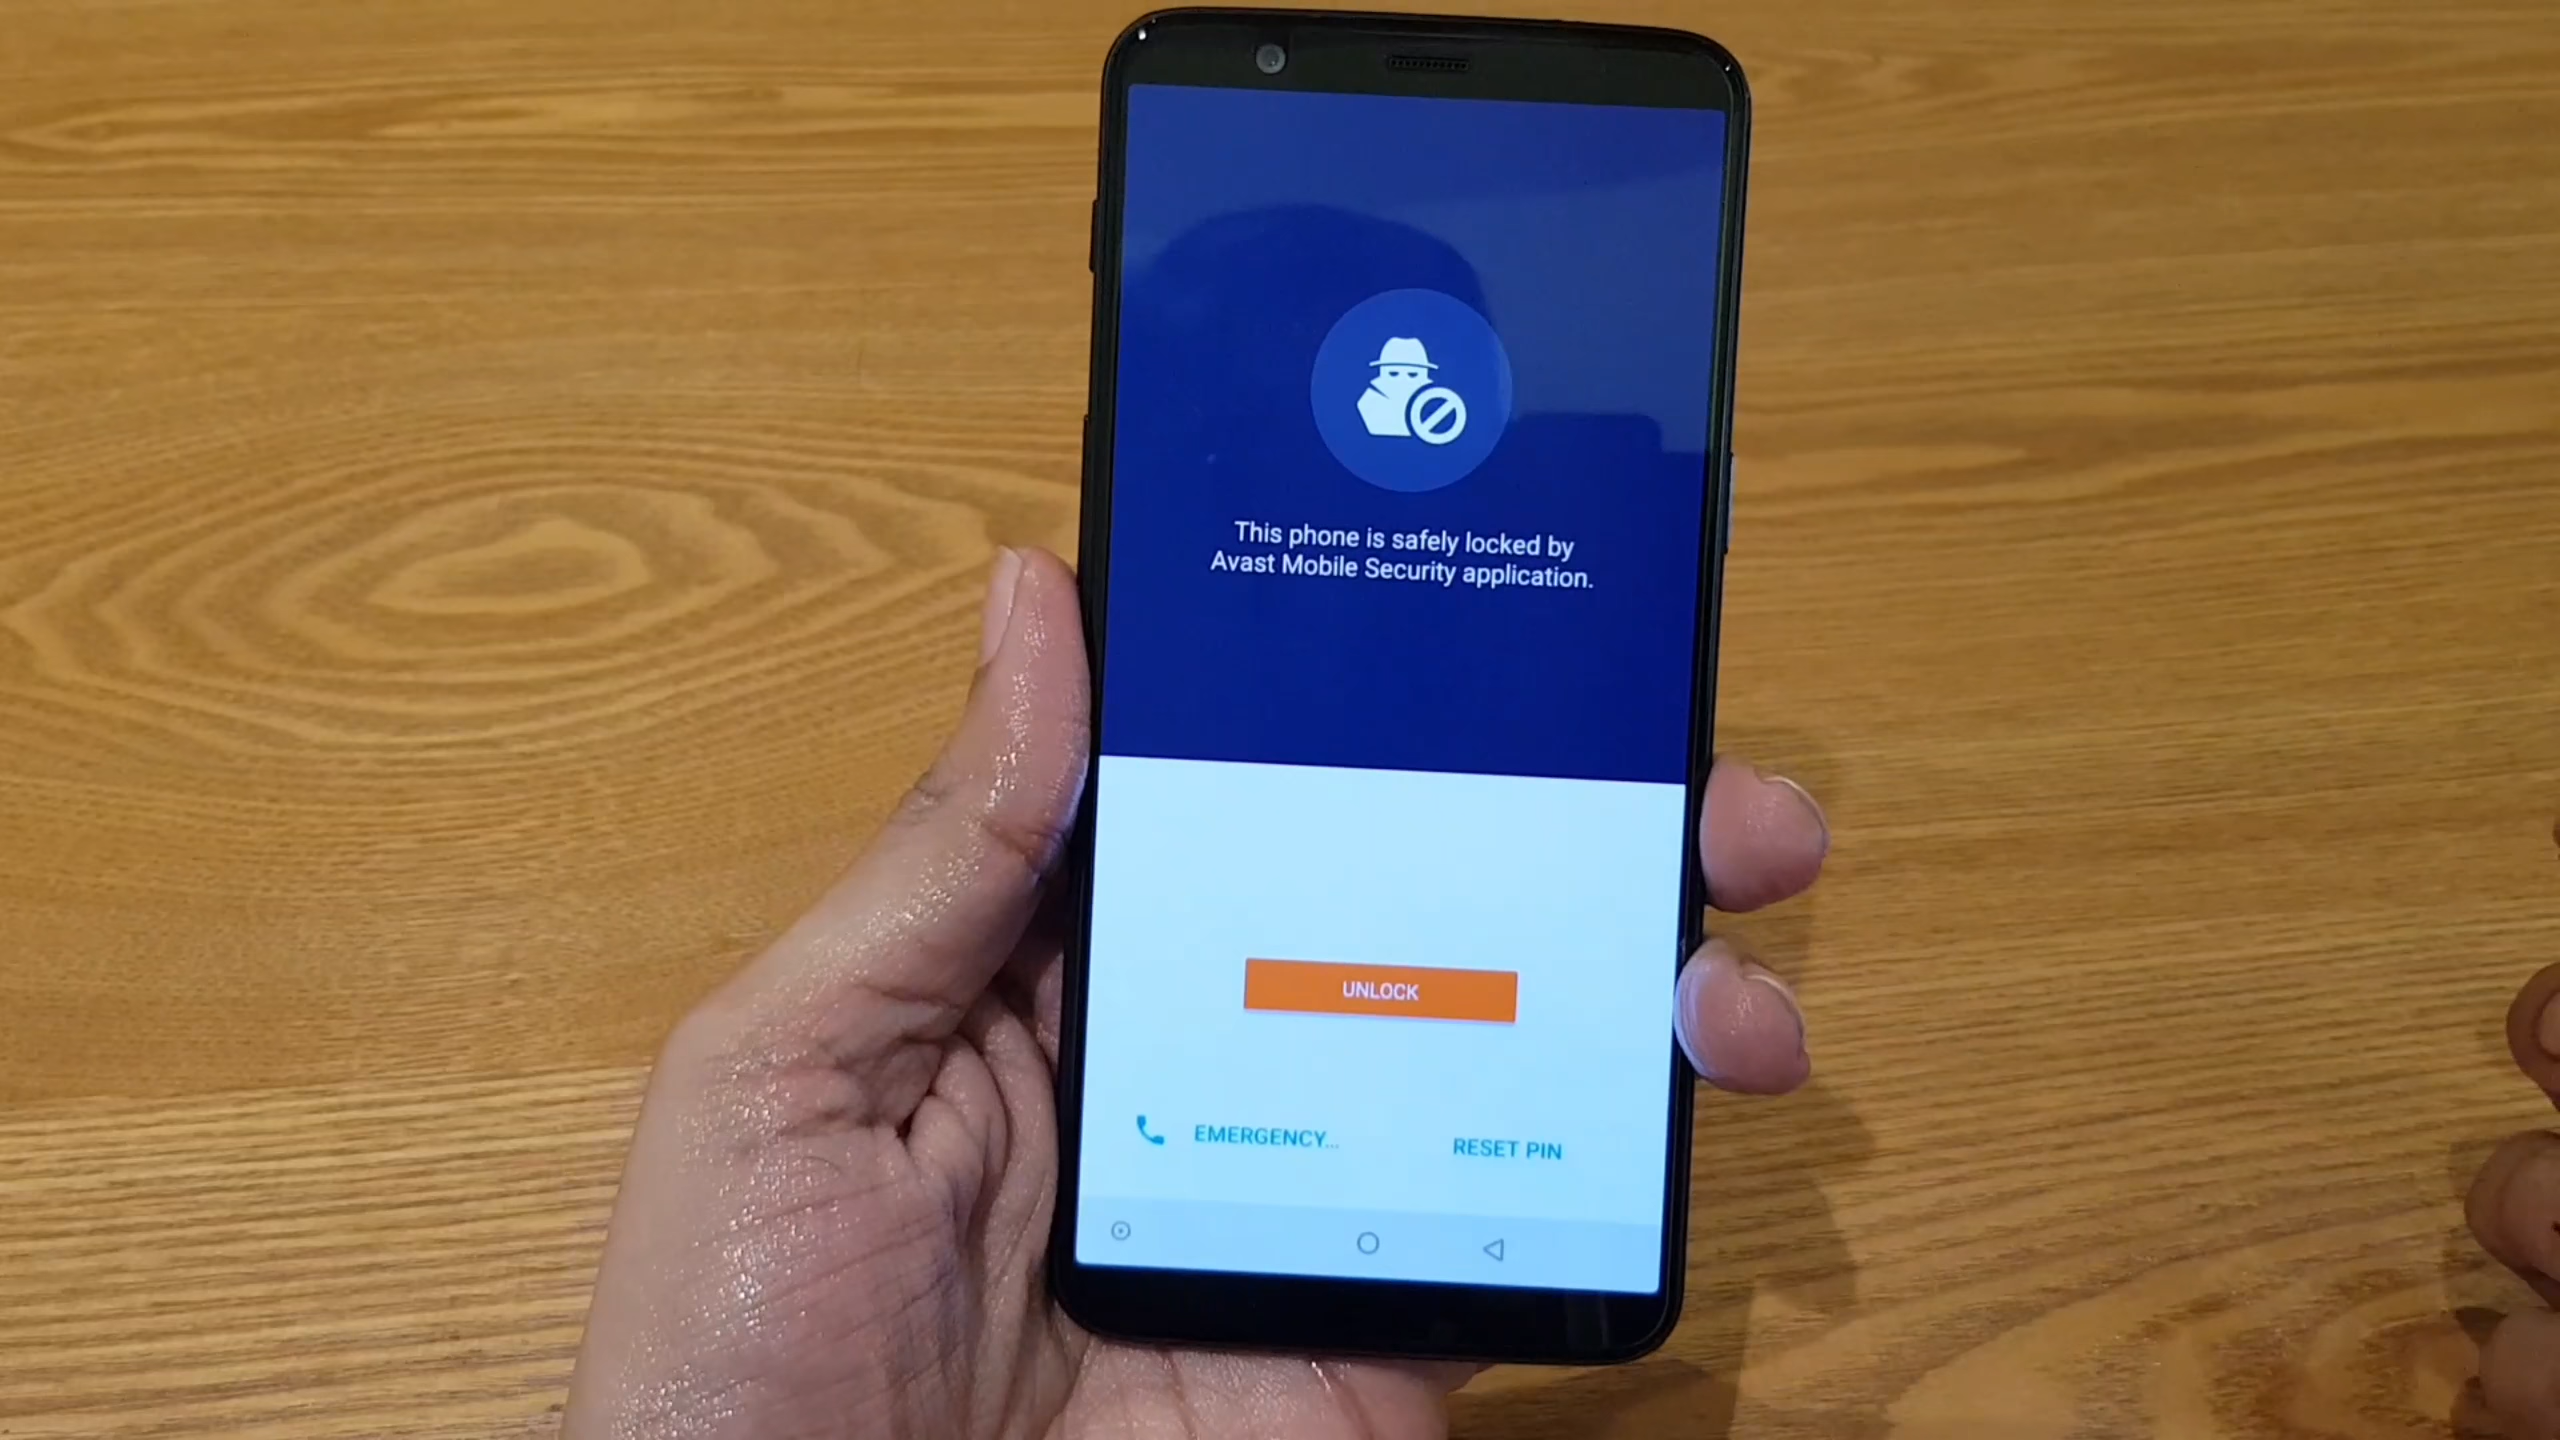 This phone is safely locked by
Avast Mobile Security application.
UNLOCK
EMERGENCY...
RESET PIN